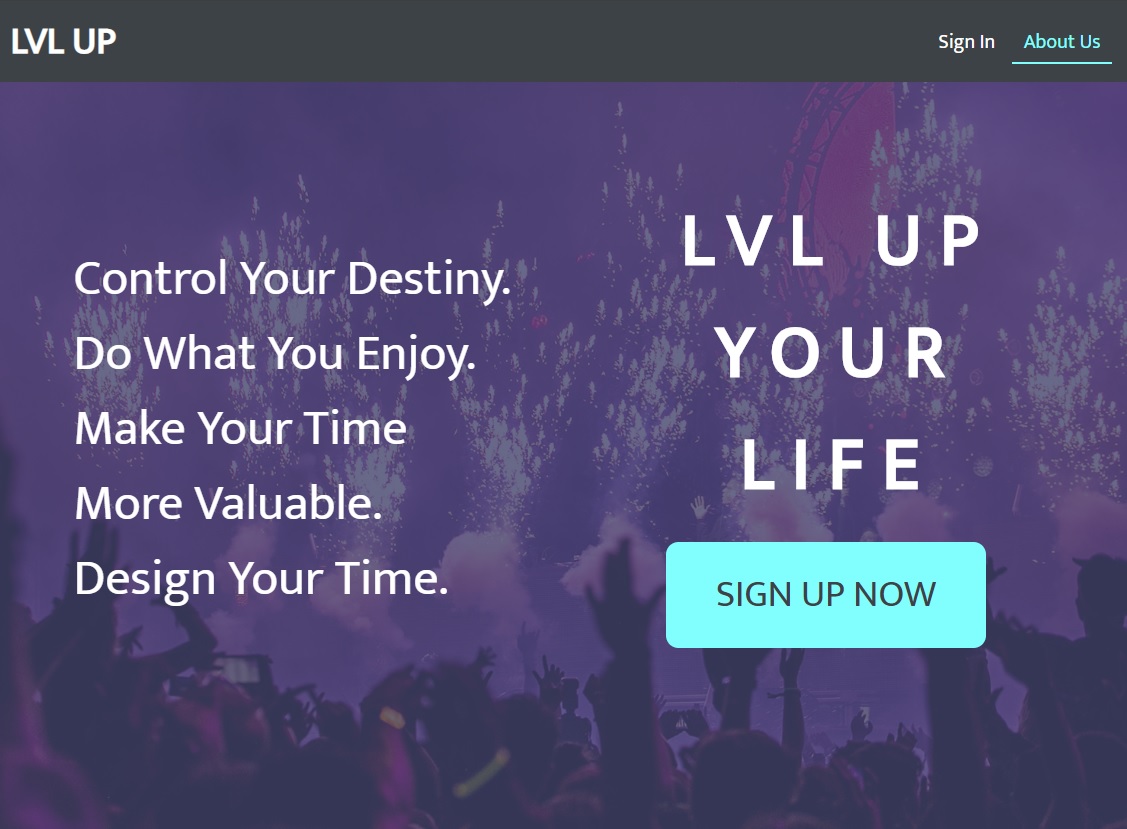 LVL UP
Sign In
About Us
Control Your Destiny.
Do What You Enjoy.
Make Your Time
More Valuable.
Design Your Time.
LVL UP
YOUR
LIFE
SIGN UP NOW